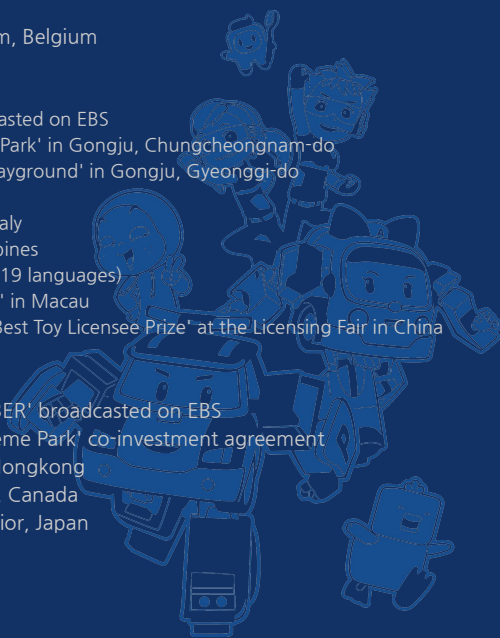 m, Belgium
asted on EBS
Park' in Gongju, Chungcheongnam-do
ayground' in Gongju, Gyeonggi-do
aly
pines
19 languages)
' in Macau
Best Toy Licensee Prize' at the Licensing Fair in China
BER' broadcasted on EBS
eme Park' co-investment agreement
Hongkong
, Canada
ior, Japan